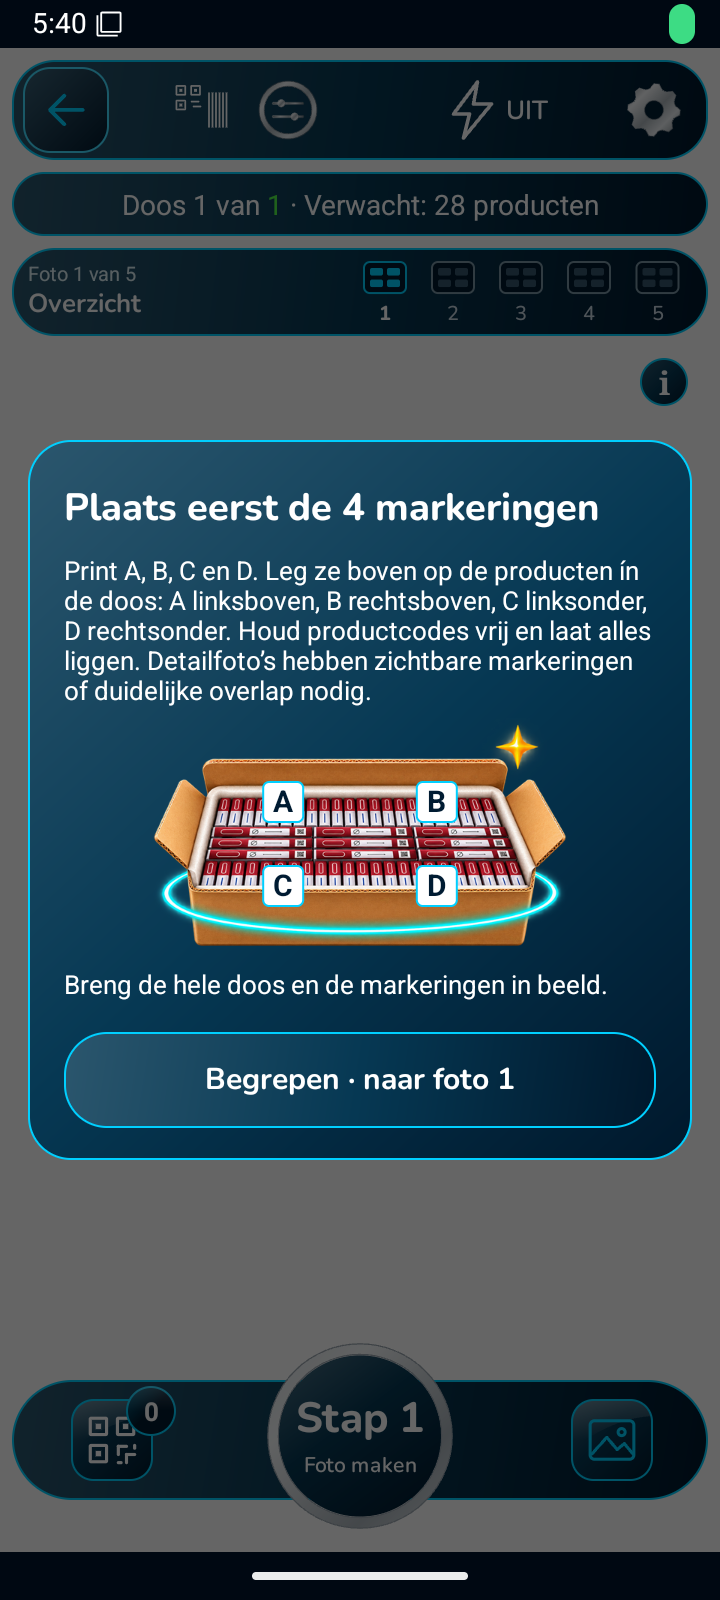 5:40
UIT
Doos 1 van 1 · Verwacht: 28 producten
Foto 1 van 5
Overzicht
1 2 3 4 5
i
Plaats eerst de 4 markeringen
Print A, B, C en D. Leg ze boven op de producten ín
de doos: A linksboven, B rechtsboven, C linksonder,
D rechtsonder. Houd productcodes vrij en laat alles
liggen. Detailfoto’s hebben zichtbare markeringen
of duidelijke overlap nodig.
A B
C D
Breng de hele doos en de markeringen in beeld.
Begrepen · naar foto 1
0
Stap 1
Foto maken